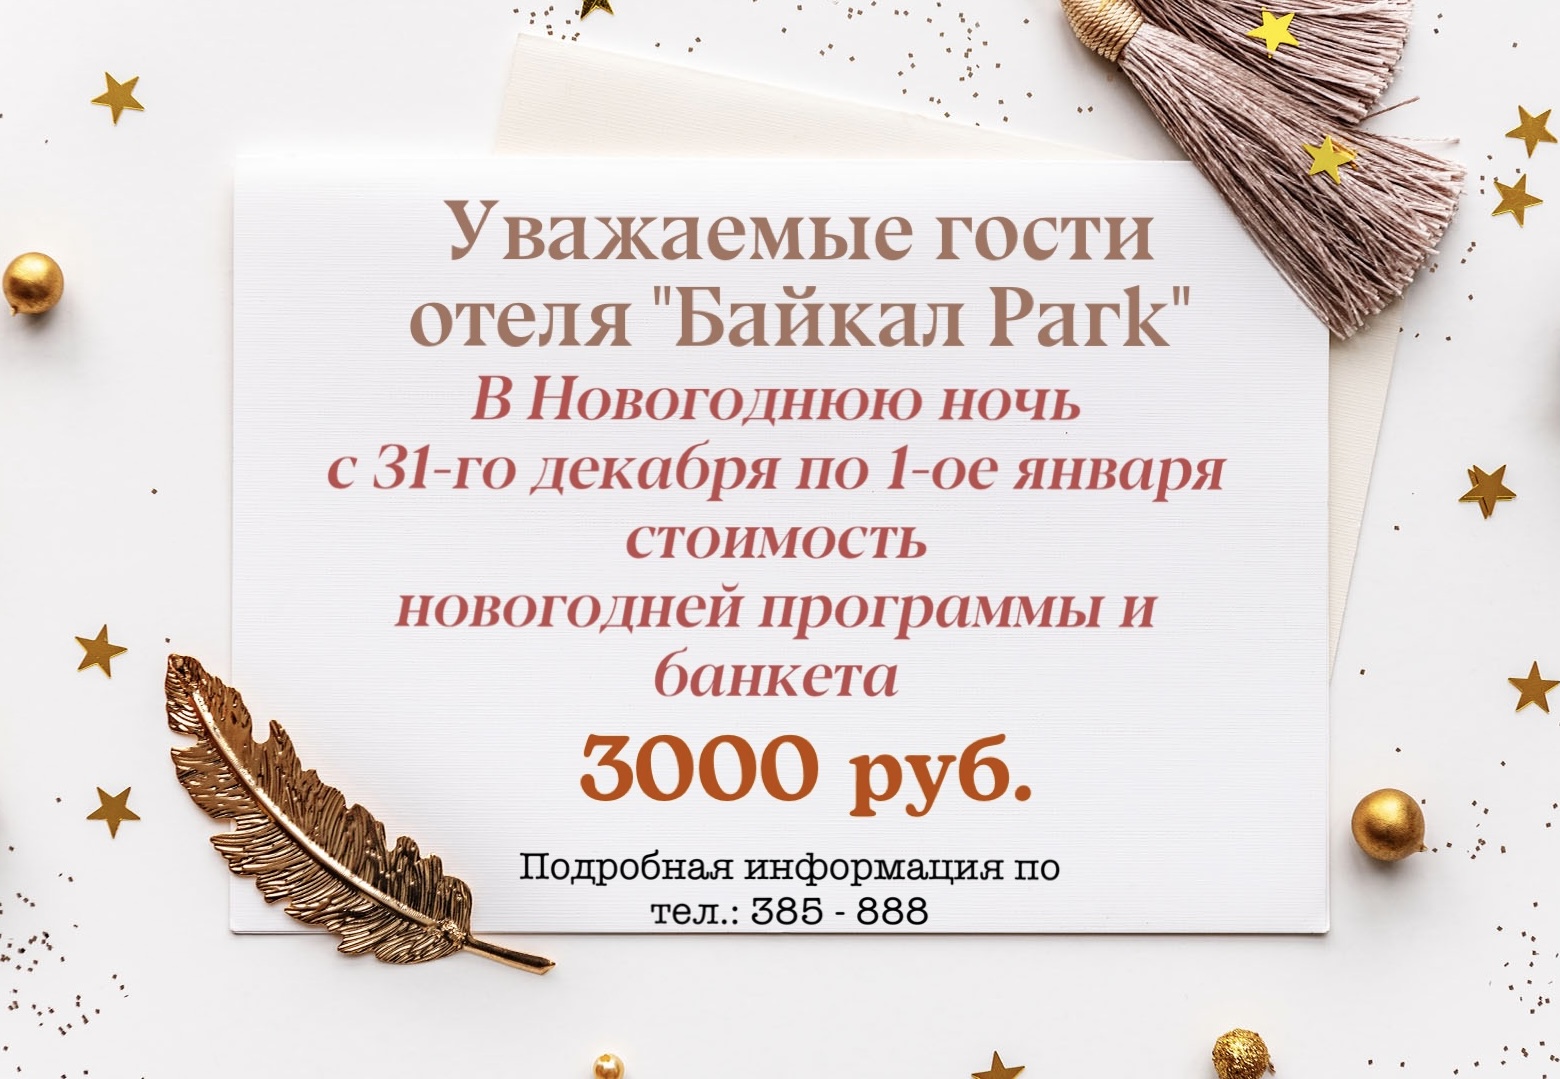 Уважаемые гости
отеля "Байкал Park"
В Новогоднюю ночь
с 31-го декабря по 1-ое января
стоимость
новогодней программы и
банкета
3000 руб.
Подробная информация по
тел.: 385 - 888